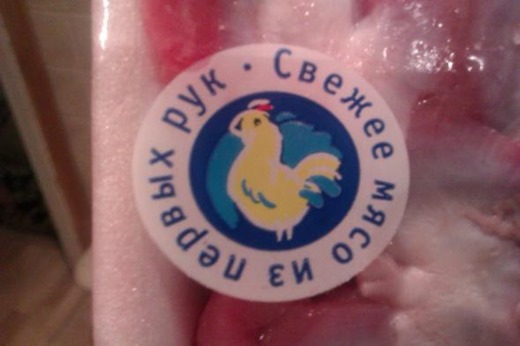 Свежее мясо из первых рук •